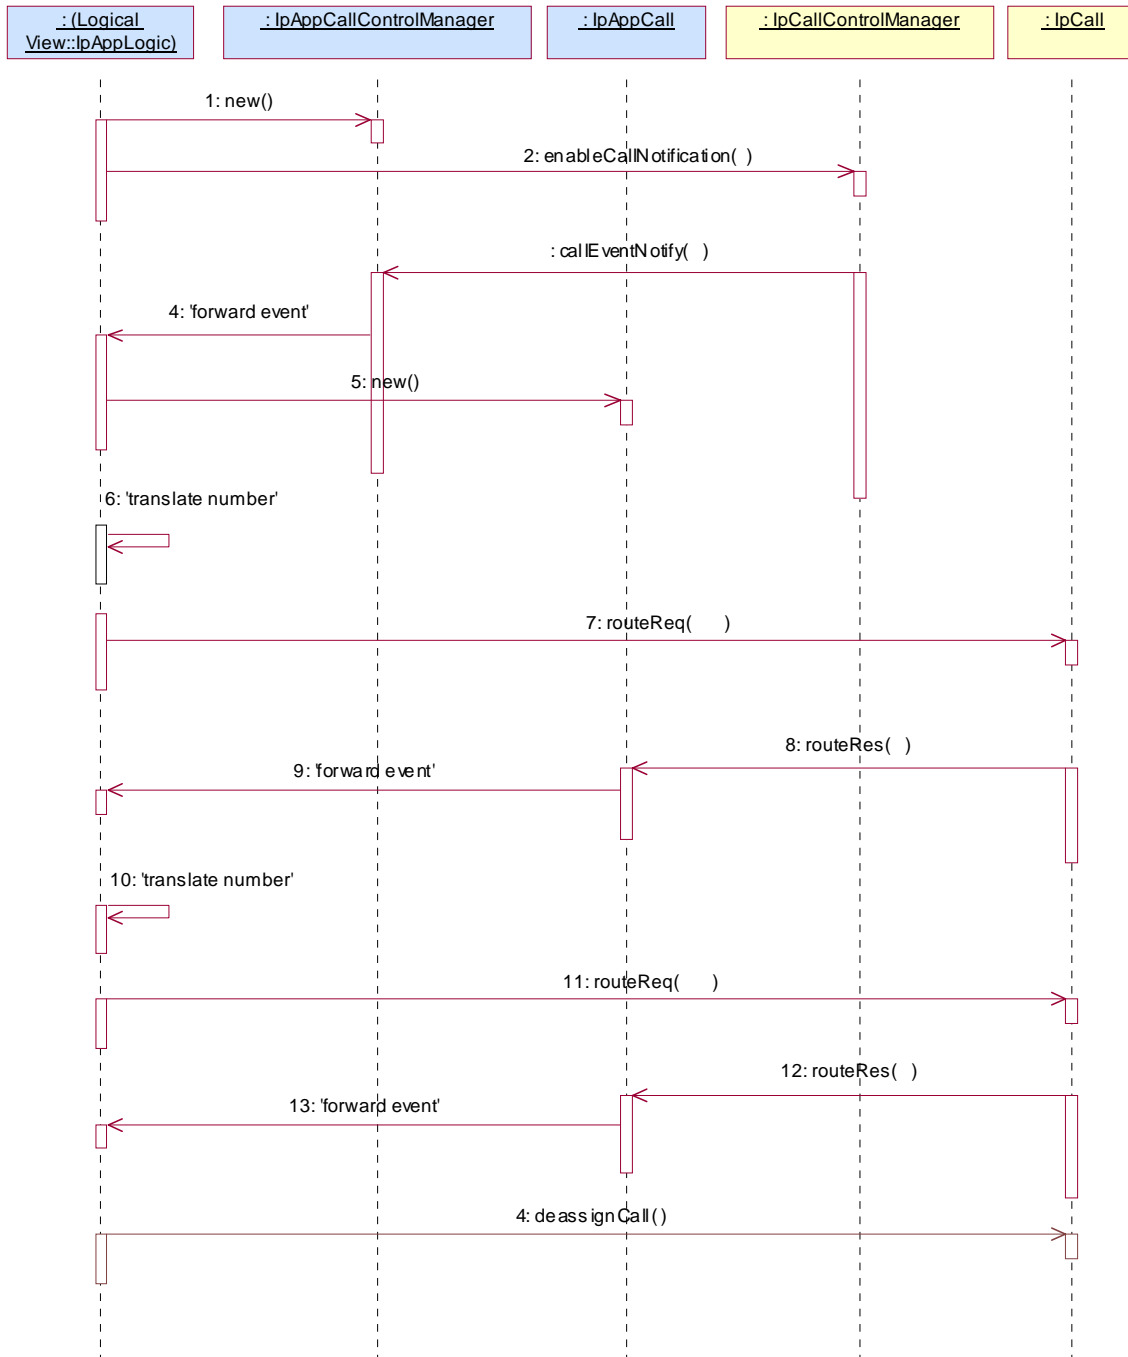 : (Logical
View::IpAppLogic)
: IpAppCallControlManager
: IpAppCall
: IpCallControlManager
: IpCall
1: new()
2: enableCallNotification( )
: callEventNotify( )
4: 'forward event'
5: new()
6: 'translate number'
7: routeReq( )
8: routeRes( )
9: 'forward event'
10: 'translate number'
11: routeReq( )
12: routeRes( )
13: 'forward event'
4: deassignCall()